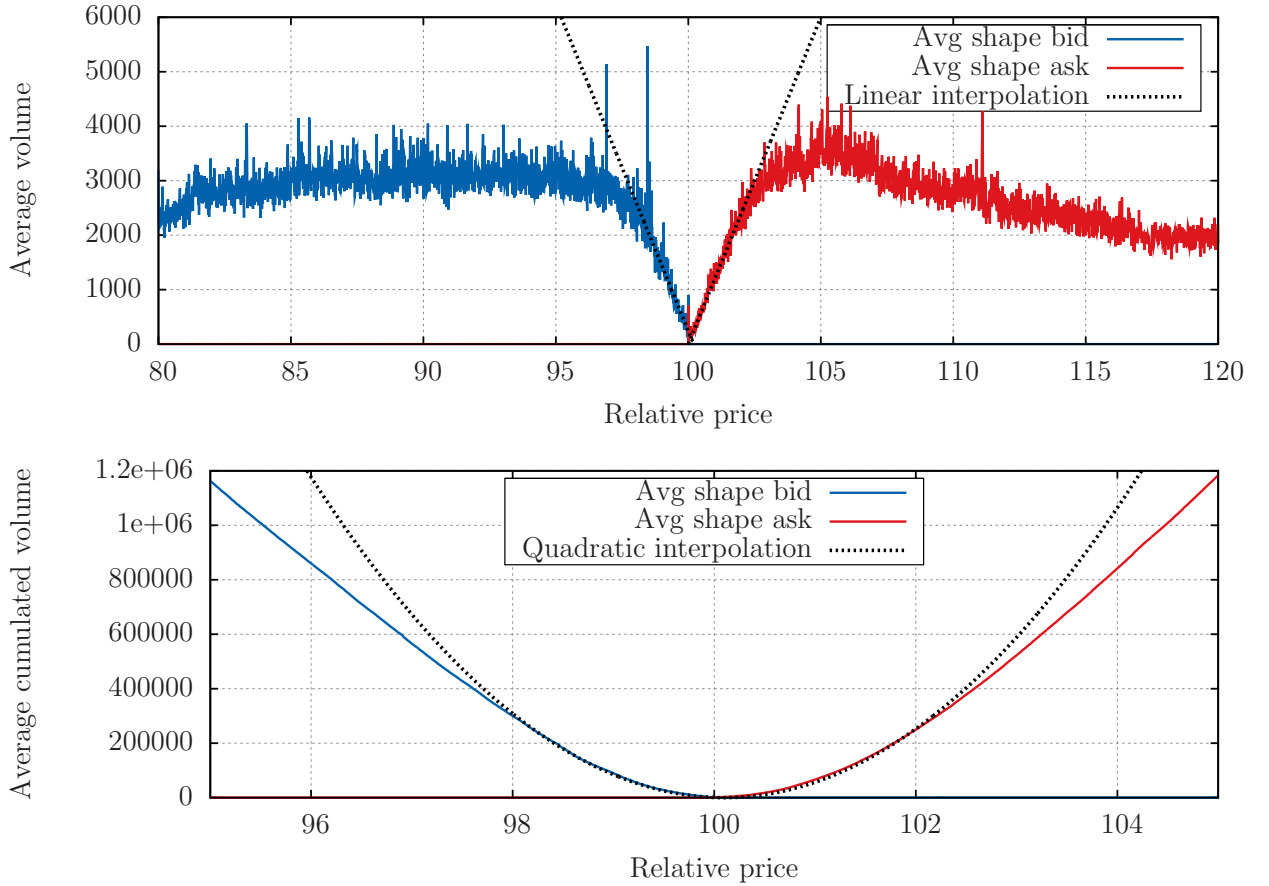 6000
5000
4000
3000
2000
1000
0
Average volume
Avg shape bid
Avg shape ask
Linear interpolation
80 85 90 95 100 105 110 115 120
Relative price
1.2e+06
1e+06
800000
600000
400000
200000
0
Average cumulated volume
Avg shape bid
Avg shape ask
Quadratic interpolation
96 98 100 102 104
Relative price